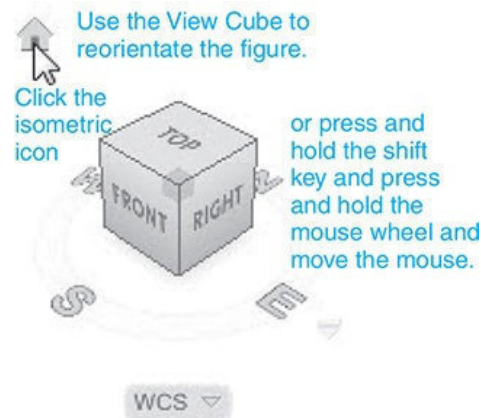 Use the View Cube to
reorientate the figure.
Click the
isometric
icon
or press and
hold the shift
key and press
and hold the
mouse wheel and
move the mouse.
TOP
FRONT
RIGHT
S
E
WCS